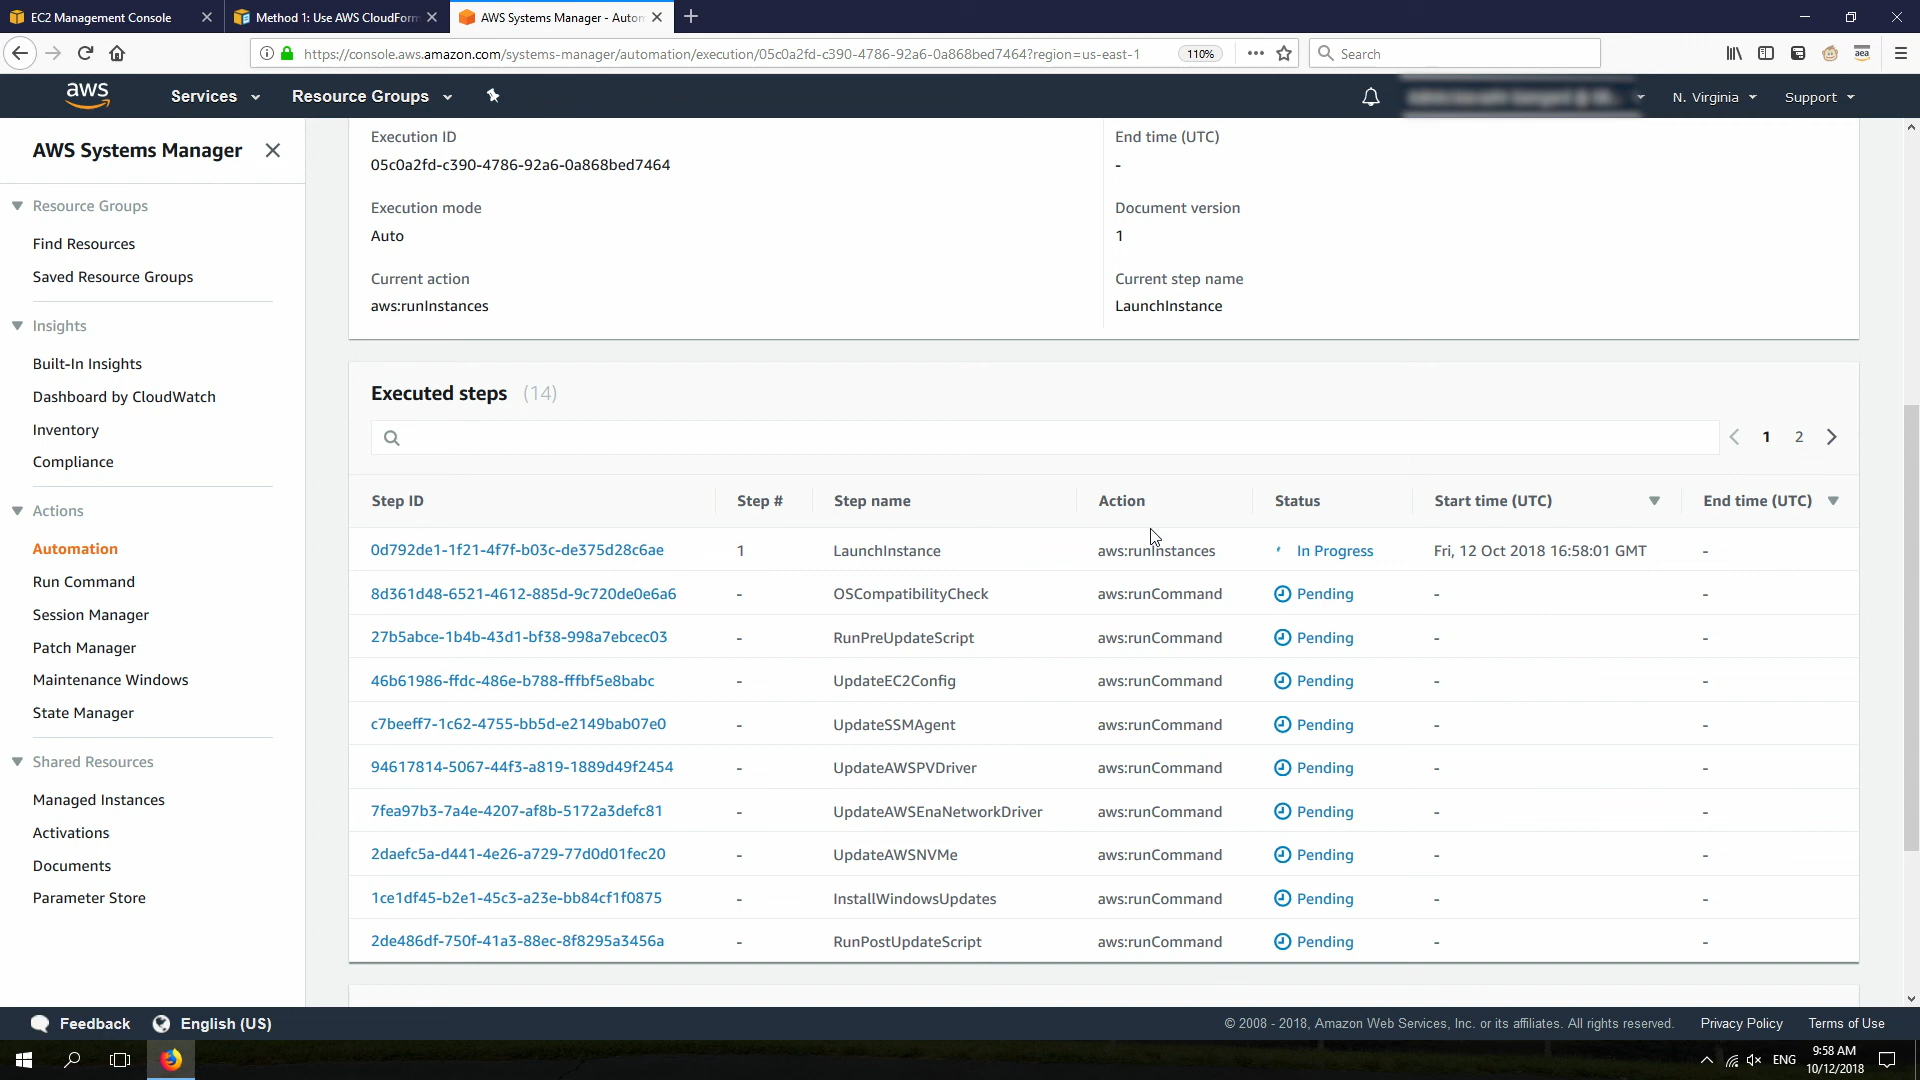 EC2 Management Console
Method 1: Use AWS CloudForm
AWS Systems Manager - Autom
https://console.aws.amazon.com/systems-manager/automation/execution/05c0a2fd-c390-4786-92a6-0a868bed7464?region=us-east-1
110%
Search
aea
aws
Services
Resource Groups
N. Virginia
Support
AWS Systems Manager
Resource Groups
Find Resources
Saved Resource Groups
Insights
Built-In Insights
Dashboard by CloudWatch
Inventory
Compliance
Actions
Automation
Run Command
Session Manager
Patch Manager
Maintenance Windows
State Manager
Shared Resources
Managed Instances
Activations
Documents
Parameter Store
Execution ID
05c0a2fd-c390-4786-92a6-0a868bed7464
End time (UTC)
-
Execution mode
Auto
Document version
1
Current action
aws:runInstances
Current step name
LaunchInstance
Executed steps (14)
1 2
Step ID Step # Step name Action Status Start time (UTC) End time (UTC)
0d792de1-1f21-4f7f-b03c-de375d28c6ae 1 LaunchInstance aws:runInstances In Progress Fri, 12 Oct 2018 16:58:01 GMT -
8d361d48-6521-4612-885d-9c720de0e6a6 - OSCompatibilityCheck aws:runCommand Pending - -
27b5abce-1b4b-43d1-bf38-998a7ebcec03 - RunPreUpdateScript aws:runCommand Pending - -
46b61986-ffdc-486e-b788-fffbf5e8babc - UpdateEC2Config aws:runCommand Pending - -
c7beeff7-1c62-4755-bb5d-e2149bab07e0 - UpdateSSMAgent aws:runCommand Pending - -
94617814-5067-44f3-a819-1889d49f2454 - UpdateAWSPVDriver aws:runCommand Pending - -
7fea97b3-7a4e-4207-af8b-5172a3defc81 - UpdateAWSEnaNetworkDriver aws:runCommand Pending - -
2daefc5a-d441-4e26-a729-77d0d01fec20 - UpdateAWSNVMe aws:runCommand Pending - -
1ce1df45-b2e1-45c3-a23e-bb84cf1f0875 - InstallWindowsUpdates aws:runCommand Pending - -
2de486df-750f-41a3-88ec-8f8295a3456a - RunPostUpdateScript aws:runCommand Pending - -
Feedback
English (US)
© 2008 - 2018, Amazon Web Services, Inc. or its affiliates. All rights reserved.
Privacy Policy
Terms of Use
ENG
9:58 AM
10/12/2018